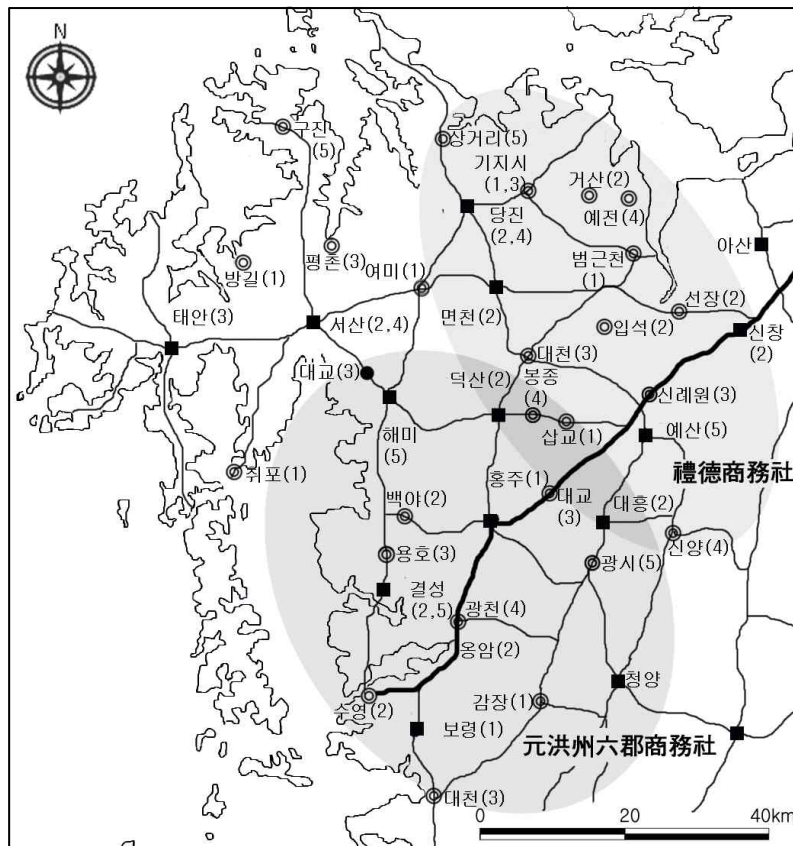 N
구진
(5)
상거리(5)
기지시
(1,3)
거산(2)
예전(4)
당진
(2,4)
아산
방길(1)
평촌(3)
여미(1)
범근천
(1)
선장(2)
태안(3)
서산(2,4)
면천(2)
입석(2)
신창
(2)
대교(3)
대천(3)
덕산(2)
봉종
(4)
신례원(3)
해미
(5)
삽교(1)
예산(5)
禮德商務社
취포(1)
홍주(1)
백야(2)
대교
(3)
대흥(2)
신양(4)
용호(3)
광시(5)
결성
(2,5)
광천(4)
옹암(2)
수영(2)
감장(1)
청양
보령(1)
元洪州六郡商務社
대천(3)
0
20
40km